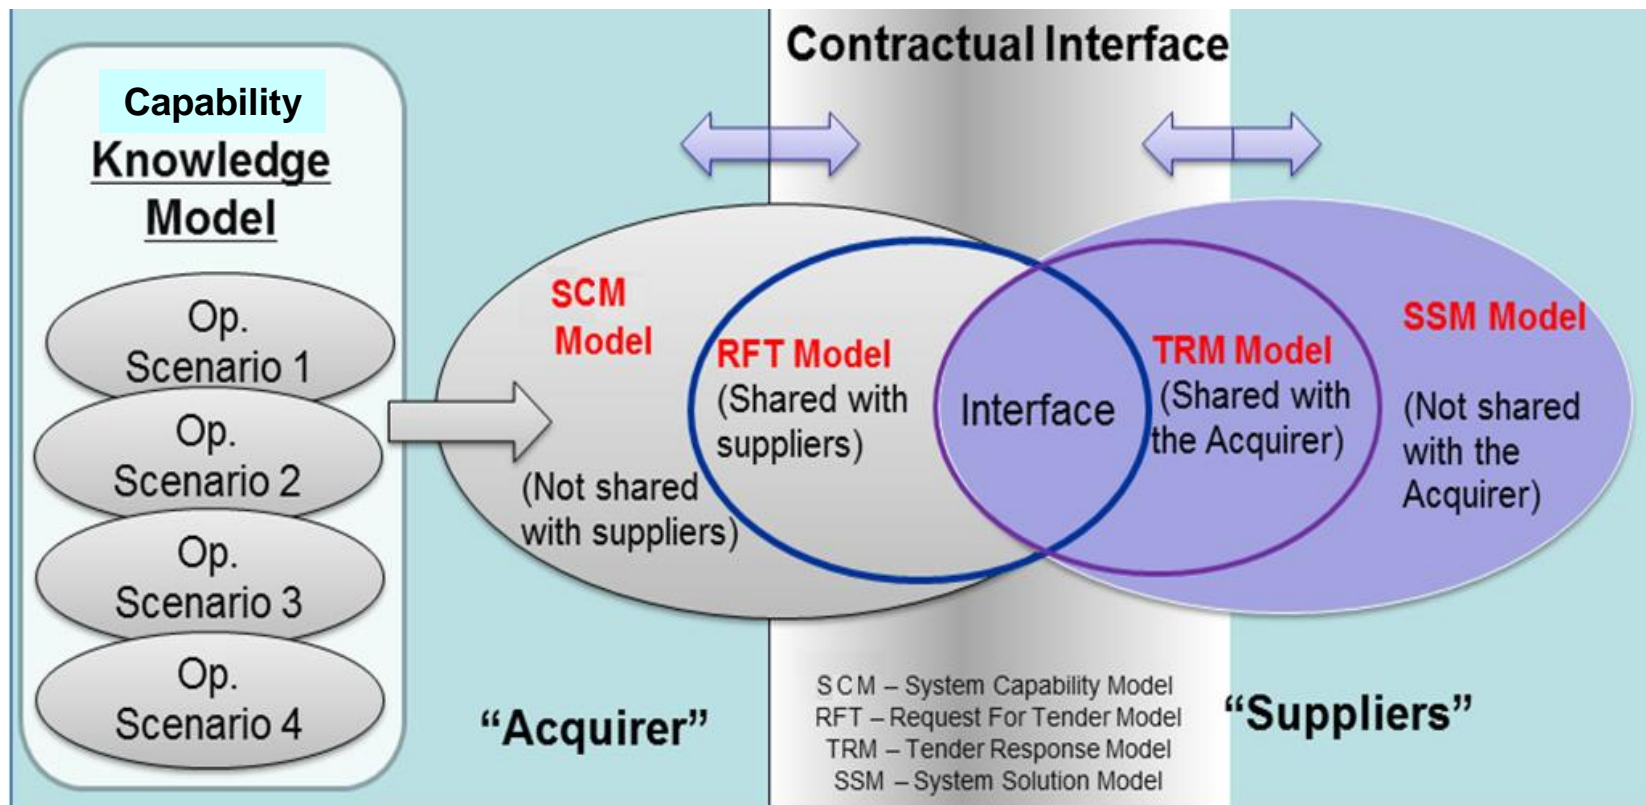 Contractual Interface
Capability
Knowledge
Model
Op.
Scenario 1
Op.
Scenario 2
Op.
Scenario 3
Op.
Scenario 4
SCM
Model
(Not shared
with suppliers)
RFT Model
(Shared with
suppliers)
Interface
TRM Model
(Shared with
the Acquirer)
SSM Model
(Not shared
with the
Acquirer)
“Acquirer”
SCM – System Capability Model
RFT – Request For Tender Model
TRM – Tender Response Model
SSM – System Solution Model
“Suppliers”